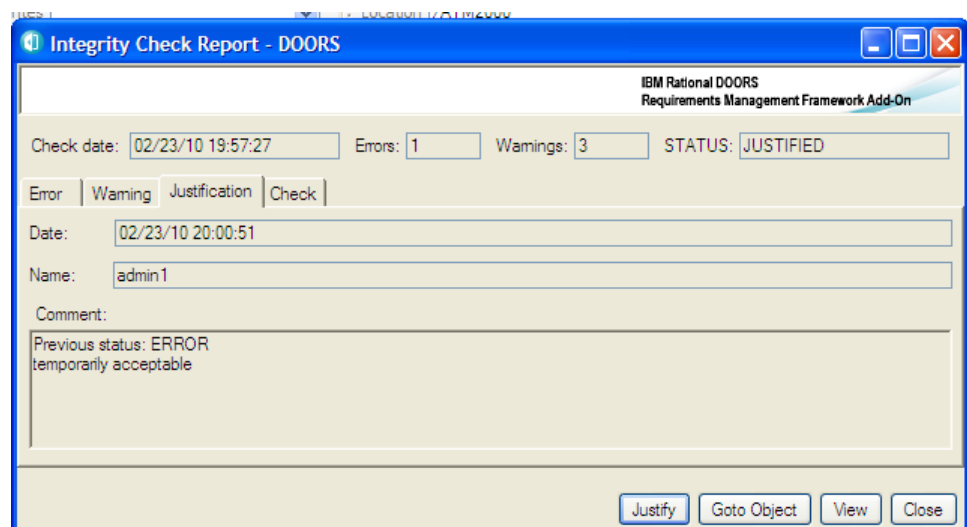 Location /ATM2000
Integrity Check Report - DOORS
IBM Rational DOORS
Requirements Management Framework Add-On
Check date: 02/23/10 19:57:27 Errors: 1 Warnings: 3 STATUS: JUSTIFIED
Error Warning Justification Check
Date: 02/23/10 20:00:51
Name: admin1
Comment:
Previous status: ERROR
temporarily acceptable
Justify Goto Object View Close